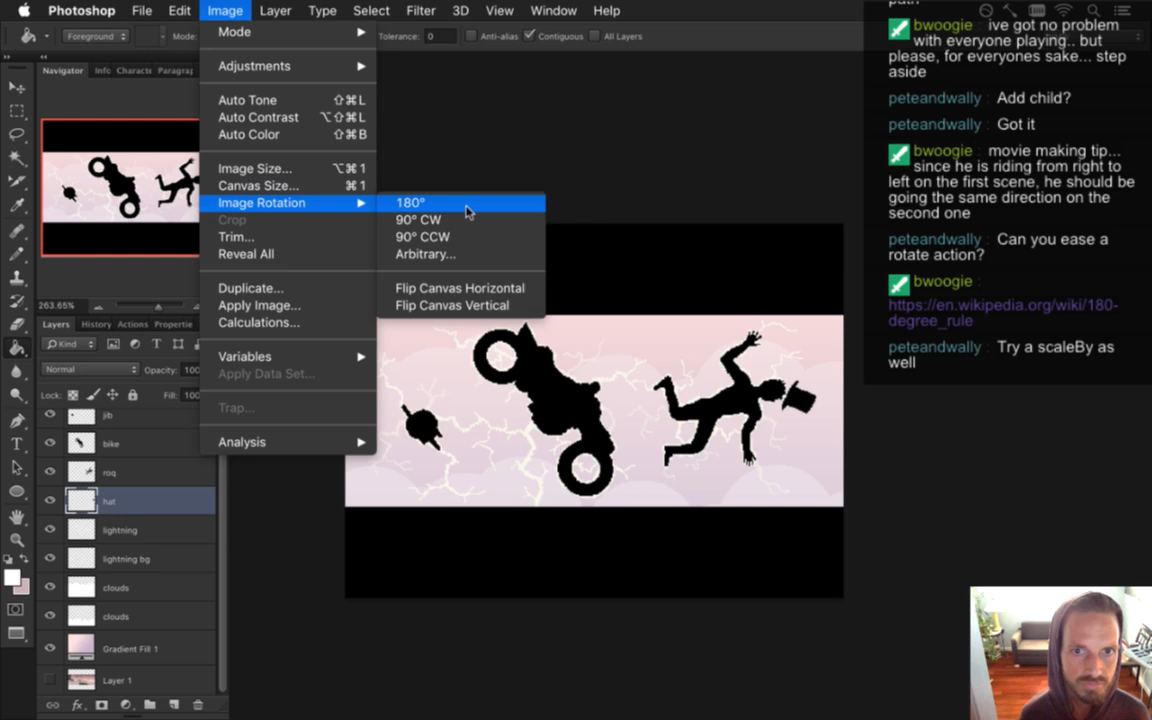 Photoshop File Edit Image Layer Type Select Filter 3D View Window Help
Foreground Mode: Tolerance: 0 Anti-alias Contiguous All Layers
Navigator Info Characte Paragrap
263.65%
Layers History Actions Propertie
Kind
Normal Opacity: 100
Lock: Fill: 100
jib
bike
roq
hat
lightning
lightning bg
clouds
clouds
Gradient Fill 1
Layer 1
Mode
Adjustments
Auto Tone ⇧⌘L
Auto Contrast ⌥⇧⌘L
Auto Color ⇧⌘B
Image Size... ⌥⌘1
Canvas Size... ⌘1
Image Rotation
Crop
Trim...
Reveal All
Duplicate...
Apply Image...
Calculations...
Variables
Apply Data Set...
Trap...
Analysis
180°
90° CW
90° CCW
Arbitrary...
Flip Canvas Horizontal
Flip Canvas Vertical
path
bwoogie : ive got no problem
with everyone playing.. but
please, for everyones sake... step
aside
peteandwally : Add child?
peteandwally : Got it
bwoogie : movie making tip...
since he is riding from right to
left on the first scene, he should be
going the same direction on the
second one
peteandwally : Can you ease a
rotate action?
bwoogie :
https://en.wikipedia.org/wiki/180-
degree_rule
peteandwally : Try a scaleBy as
well